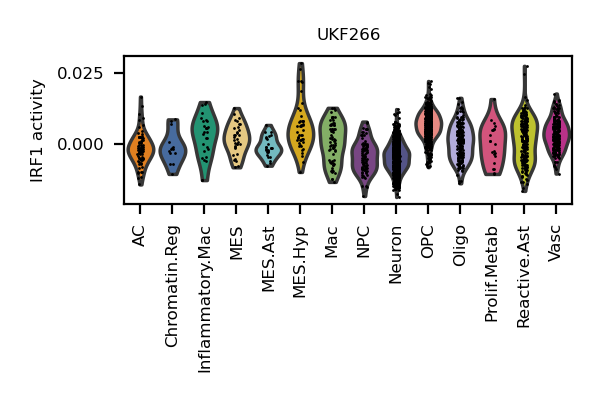 UKF266
IRF1 activity
0.025
0.000
AC
Chromatin.Reg
Inflammatory.Mac
MES
MES.Ast
MES.Hyp
Mac
NPC
Neuron
OPC
Oligo
Prolif.Metab
Reactive.Ast
Vasc